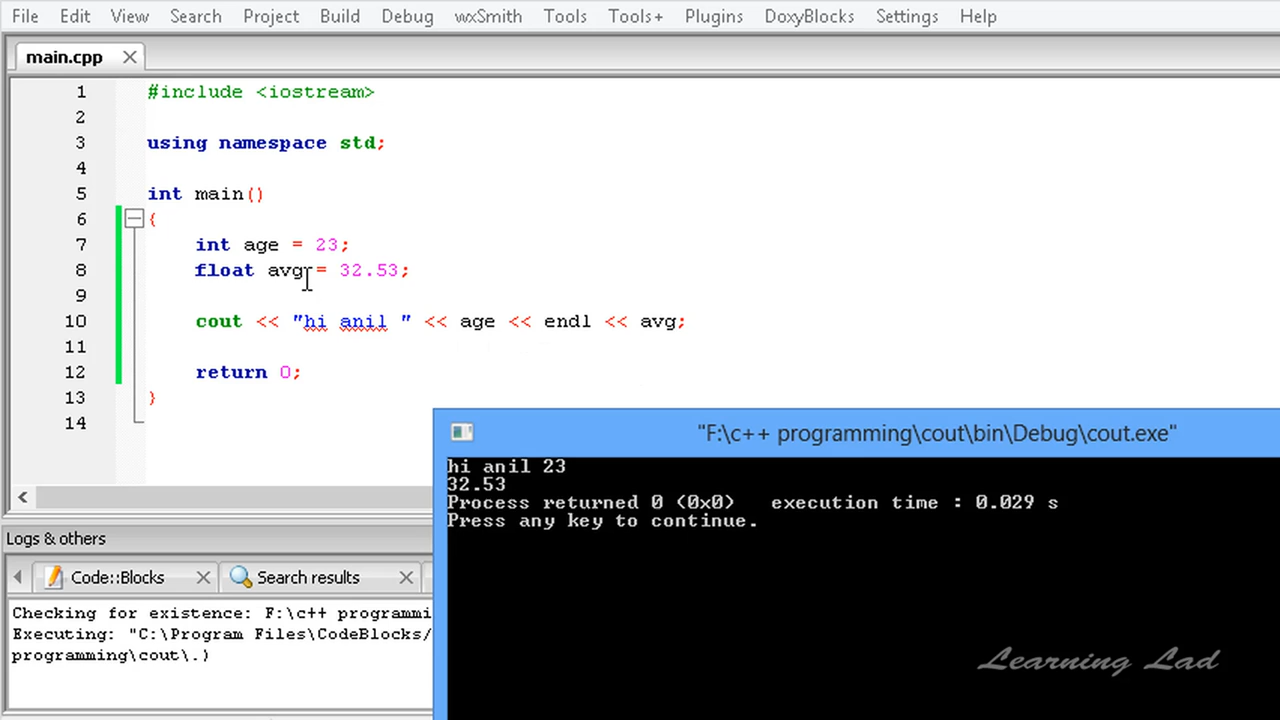 File Edit View Search Project Build Debug wxSmith Tools Tools+ Plugins DoxyBlocks Settings Help
main.cpp
1 #include <iostream>
2
3 using namespace std;
4
5 int main()
6 {
7 int age = 23;
8 float avg = 32.53;
9
10 cout << "hi anil " << age << endl << avg;
11
12 return 0;
13 }
14
"F:\c++ programming\cout\bin\Debug\cout.exe"
hi anil 23
32.53
Process returned 0 (0x0) execution time : 0.029 s
Press any key to continue.
Logs & others
Code::Blocks Search results
Checking for existence: F:\c++ programmi
Executing: "C:\Program Files\CodeBlocks/
programming\cout\.)
Learning Lad